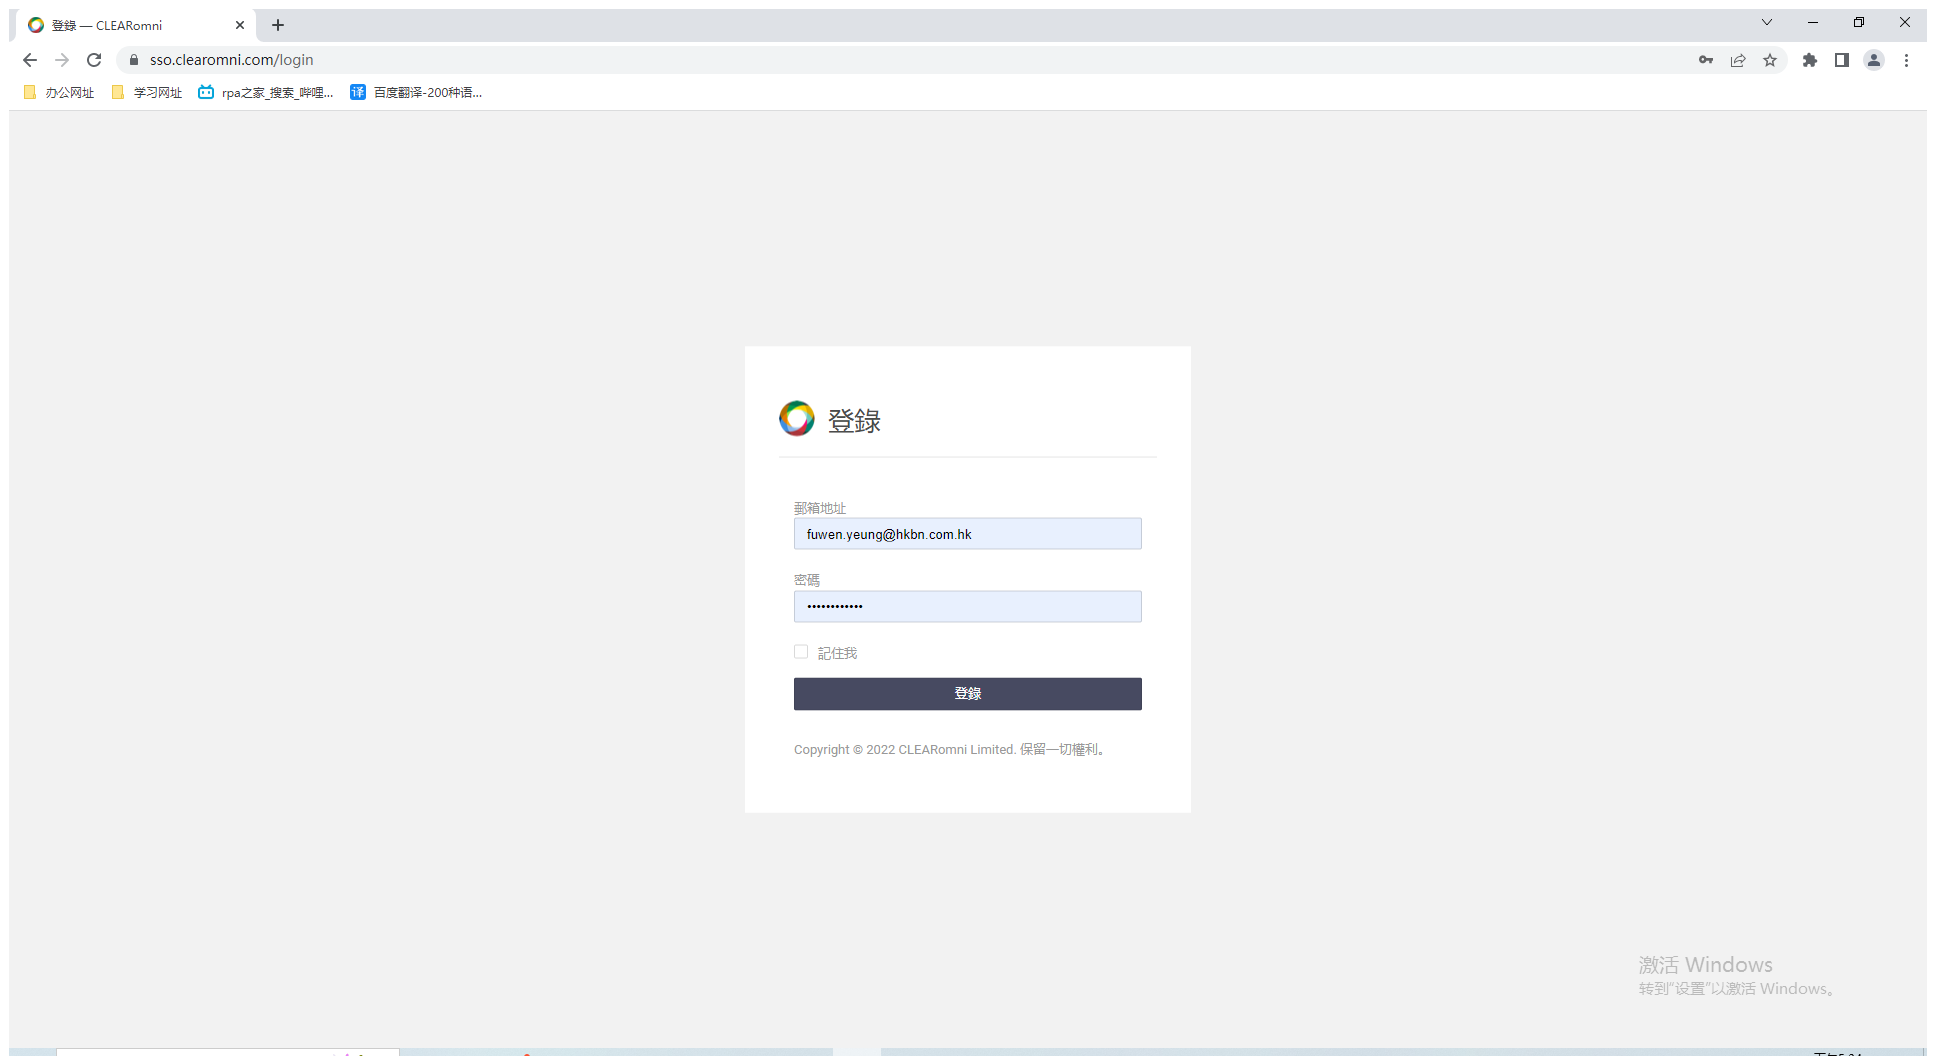 登錄 — CLEARomni
sso.clearomni.com/login
办公网址
学习网址
rpa之家_搜索_哔哩...
译
百度翻译-200种语...
登錄
郵箱地址
fuwen.yeung@hkbn.com.hk
密碼
••••••••••••
記住我
登錄
Copyright © 2022 CLEARomni Limited. 保留一切權利。
激活 Windows
转到“设置”以激活 Windows。